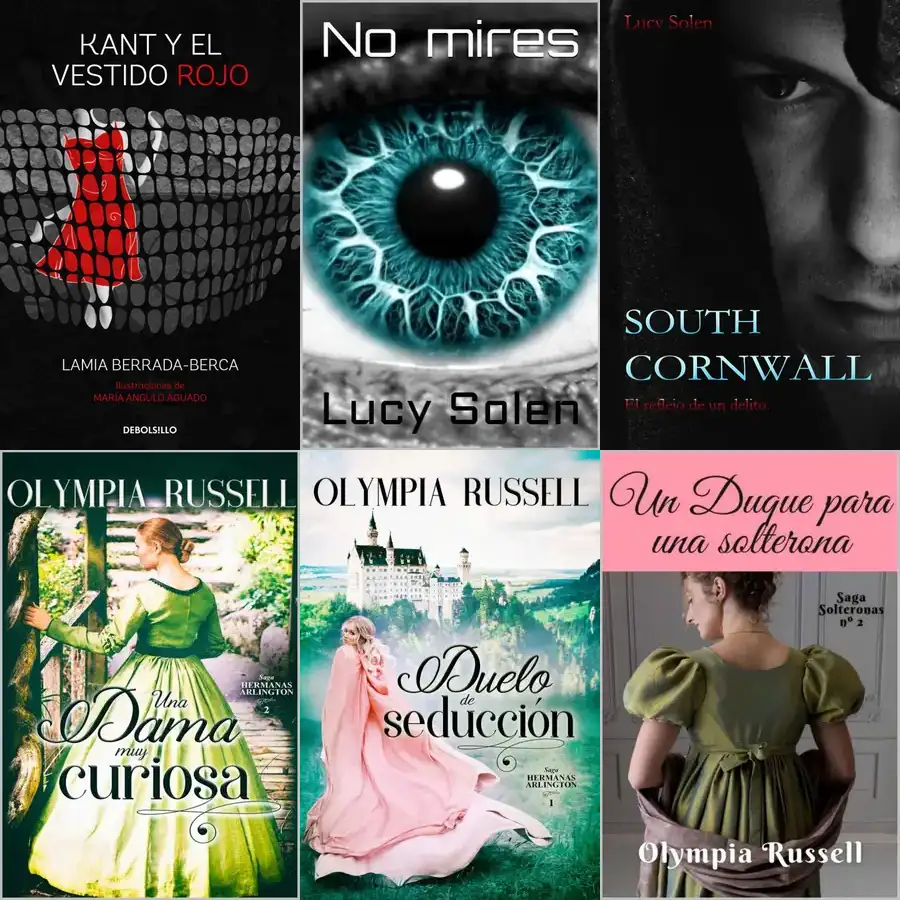 KANT Y EL
VESTIDO ROJO
LAMIA BERRADA-BERCA
Ilustraciones de
MARÍA ANGULO AGUADO
DEBOLS!LLO
No mires
Lucy Solen
Lucy Solen
SOUTH
CORNWALL
El reflejo de un delito.
OLYMPIA RUSSELL
Una
Dama
muy
curiosa
Saga
HERMANAS
ARLINGTON
2
OLYMPIA RUSSELL
Duelo
de
seducción
Saga
HERMANAS
ARLINGTON
1
Un Duque para
una solterona
Saga
Solteronas
nº 2
Olympia Russell